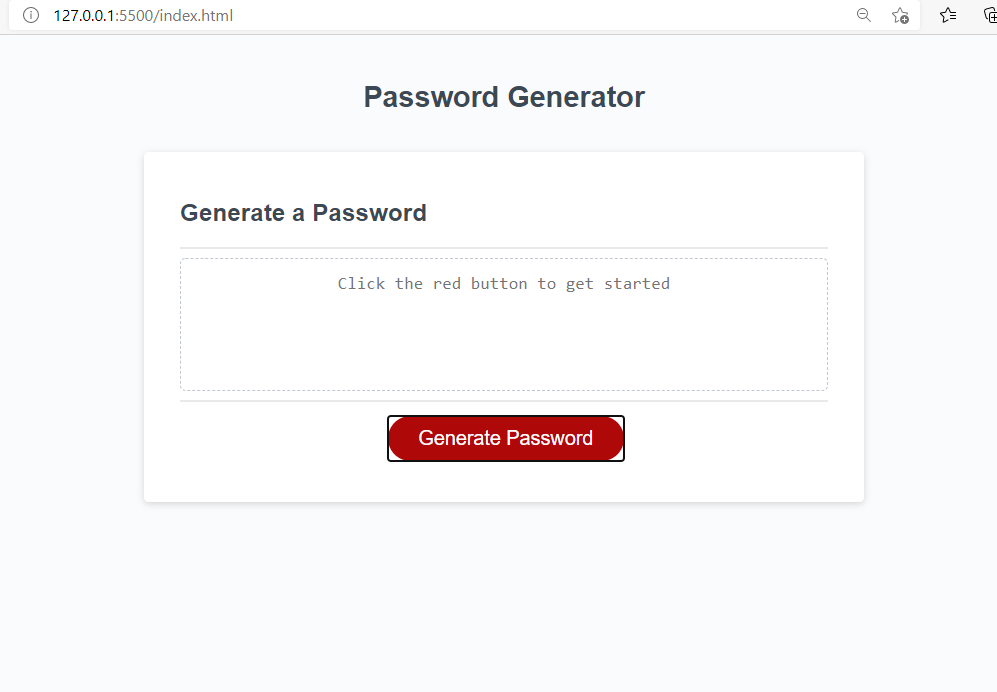 127.0.0.1:5500/index.html
Password Generator
Generate a Password
Click the red button to get started
Generate Password